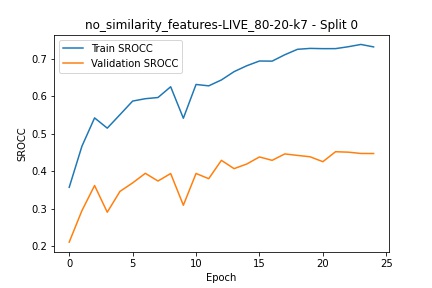 no_similarity_features-LIVE_80-20-k7 - Split 0
Train SROCC
Validation SROCC
0.7
0.6
0.5
0.4
0.3
0.2
SROCC
0 5 10 15 20 25
Epoch